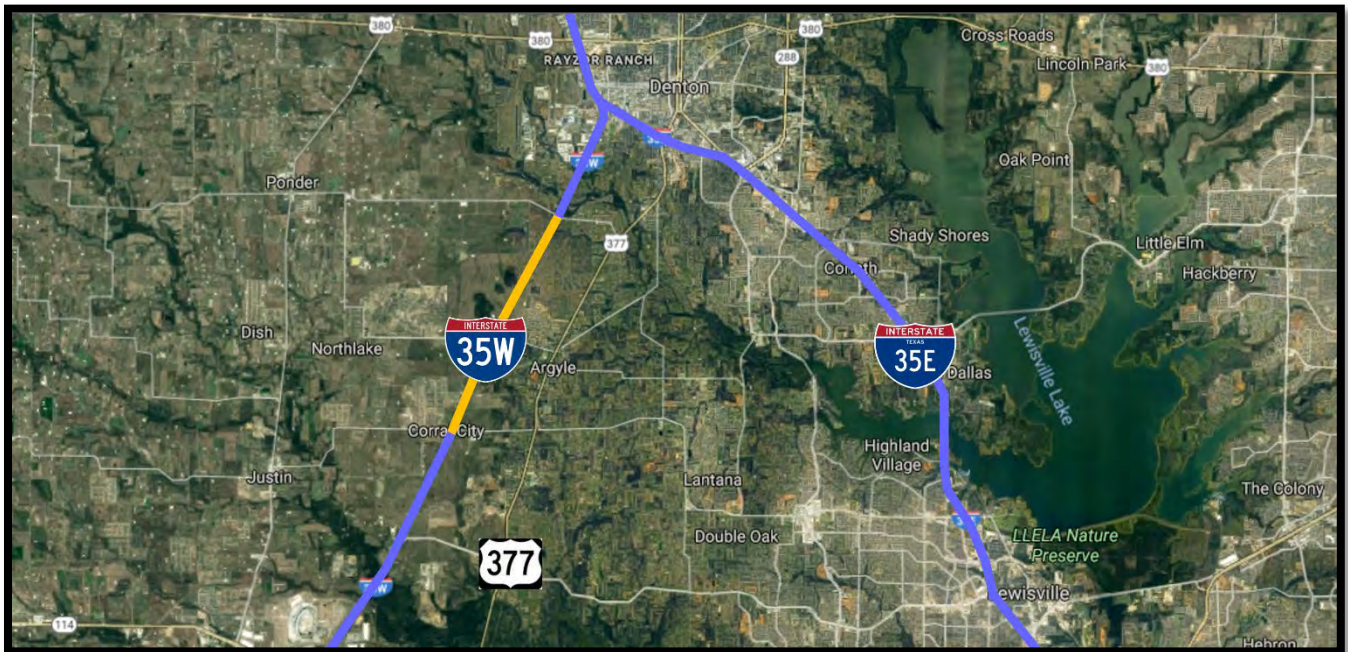 380
380
380
Cross Roads
RAYZOR RANCH
288
Lincoln Park
380
Denton
35W
Oak Point
Ponder
Shady Shores
377
Little Elm
Corinth
Hackberry
INTERSTATE
35W
INTERSTATE
TEXAS
35E
Lewisville Lake
Dish
Northlake
Argyle
Dallas
Corral City
Highland
Village
Justin
Lantana
The Colony
Double Oak
LLELA Nature
Preserve
377
Lewisville
114
Hebron